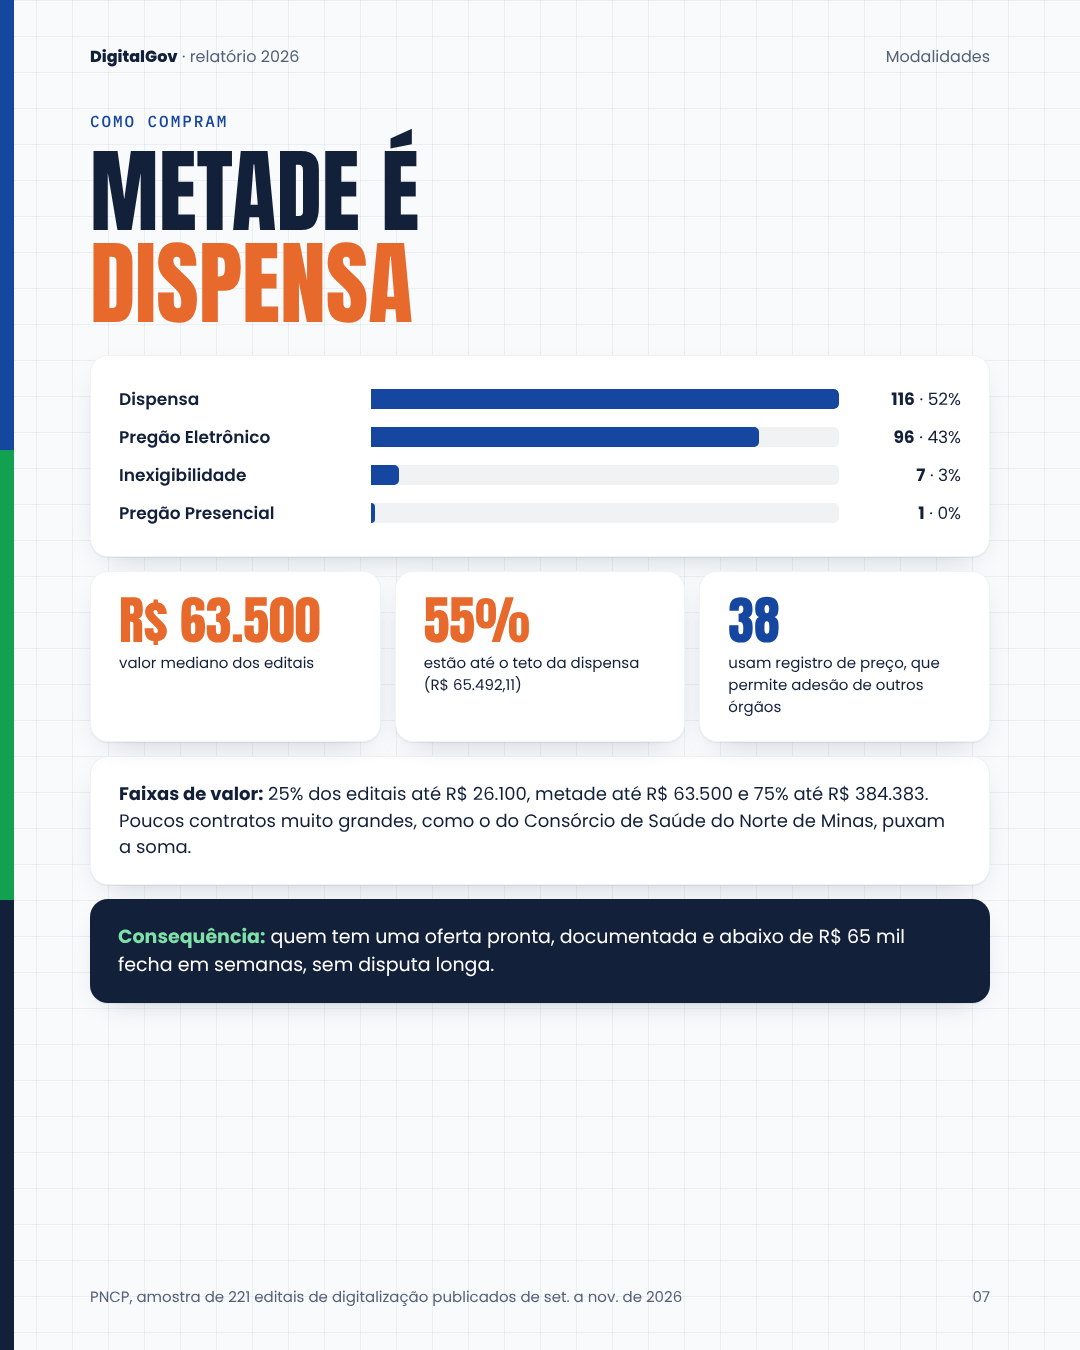 DigitalGov · relatório 2026
Modalidades
COMO COMPRAM
METADE É
DISPENSA
Dispensa 116 · 52%
Pregão Eletrônico 96 · 43%
Inexigibilidade 7 · 3%
Pregão Presencial 1 · 0%
R$ 63.500
valor mediano dos editais
55%
estão até o teto da dispensa
(R$ 65.492,11)
38
usam registro de preço, que
permite adesão de outros
órgãos
Faixas de valor: 25% dos editais até R$ 26.100, metade até R$ 63.500 e 75% até R$ 384.383.
Poucos contratos muito grandes, como o do Consórcio de Saúde do Norte de Minas, puxam
a soma.
Consequência: quem tem uma oferta pronta, documentada e abaixo de R$ 65 mil
fecha em semanas, sem disputa longa.
PNCP, amostra de 221 editais de digitalização publicados de set. a nov. de 2026
07